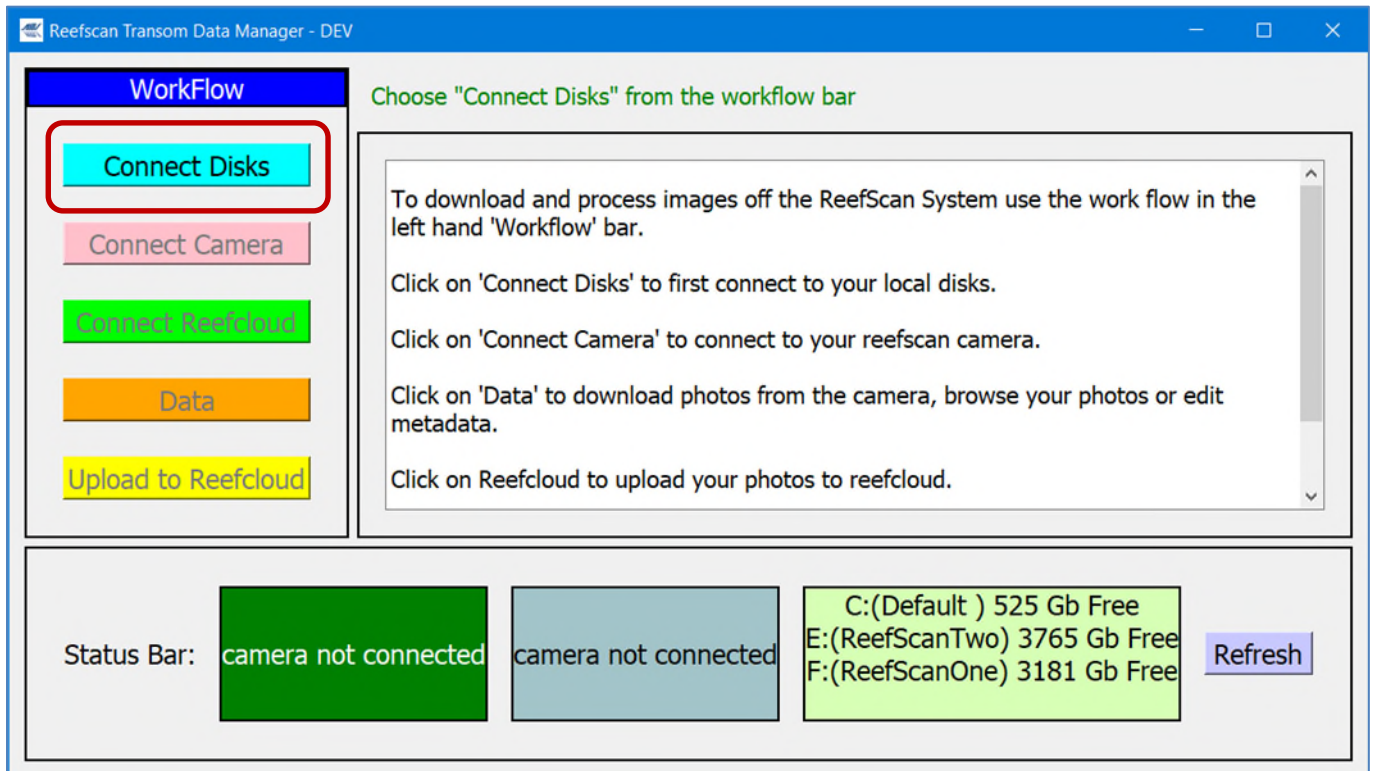 Reefscan Transom Data Manager - DEV
WorkFlow
Choose "Connect Disks" from the workflow bar
Connect Disks
Connect Camera
Connect Reefcloud
Data
Upload to Reefcloud
To download and process images off the ReefScan System use the work flow in the
left hand 'Workflow' bar.
Click on 'Connect Disks' to first connect to your local disks.
Click on 'Connect Camera' to connect to your reefscan camera.
Click on 'Data' to download photos from the camera, browse your photos or edit
metadata.
Click on Reefcloud to upload your photos to reefcloud.
Status Bar:
camera not connected
camera not connected
C:(Default ) 525 Gb Free
E:(ReefScanTwo) 3765 Gb Free
F:(ReefScanOne) 3181 Gb Free
Refresh